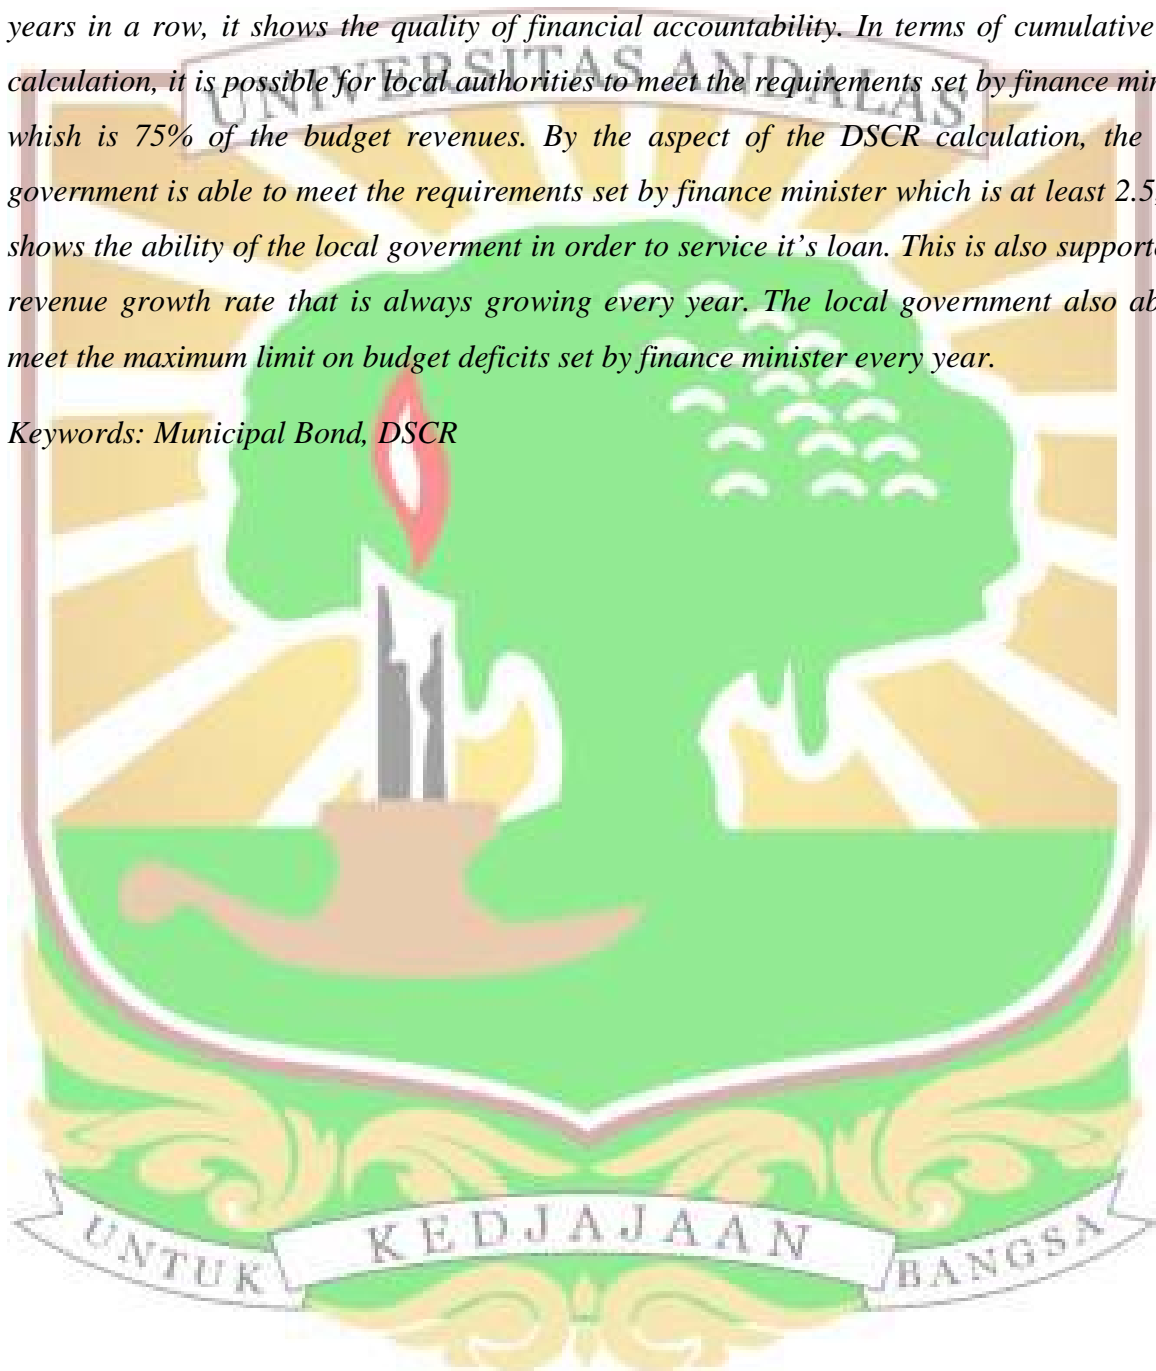 years in a row, it shows the quality of financial accountability. In terms of cumulative
calculation, it is possible for local authorities to meet the requirements set by finance min
whish is 75% of the budget revenues. By the aspect of the DSCR calculation, the
government is able to meet the requirements set by finance minister which is at least 2.5,
shows the ability of the local goverment in order to service it's loan. This is also supporte
revenue growth rate that is always growing every year. The local government also ab
meet the maximum limit on budget deficits set by finance minister every year.
Keywords: Municipal Bond, DSCR
UNIVERSITAS ANDALAS
UNTUK KEDJAJAAN BANGSA